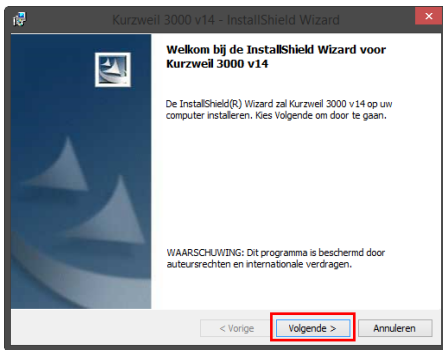 Kurzweil 3000 v14 - InstallShield Wizard
Welkom bij de InstallShield Wizard voor
Kurzweil 3000 v14
De InstallShield(R) Wizard zal Kurzweil 3000 v14 op uw
computer installeren. Kies Volgende om door te gaan.
WAARSCHUWING: Dit programma is beschermd door
auteursrechten en internationale verdragen.
< Vorige Volgende > Annuleren